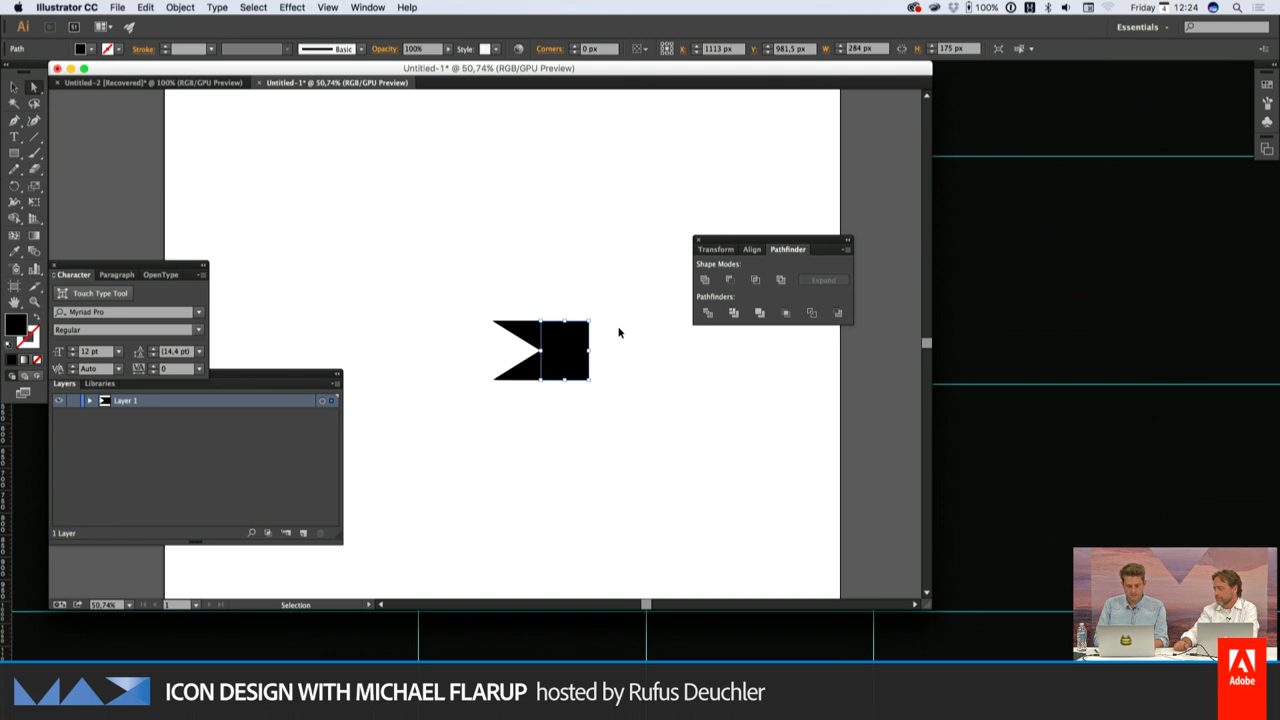 Illustrator CC File Edit Type Object Select Effect View Window Help 100% Friday 4 12:24
Ai St Essentials
Path Stroke: Basic Opacity: 100% Style: Corners: 0 px X: 1113 px Y: 981,5 px W: 284 px H: 175 px
Untitled-1* @ 50,74% (RGB/GPU Preview)
Untitled-2 [Recovered]* @ 100% (RGB/GPU Preview) Untitled-1* @ 50,74% (RGB/GPU Preview)
Transform Align Pathfinder
Shape Modes:
Expand
Pathfinders:
Character Paragraph OpenType
Touch Type Tool
Myriad Pro
Regular
12 pt (14,4 pt)
Auto 0
Layers Libraries
Layer 1
1 Layer
50,74% 1 Selection
MAX ICON DESIGN WITH MICHAEL FLARUP hosted by Rufus Deuchler
Adobe